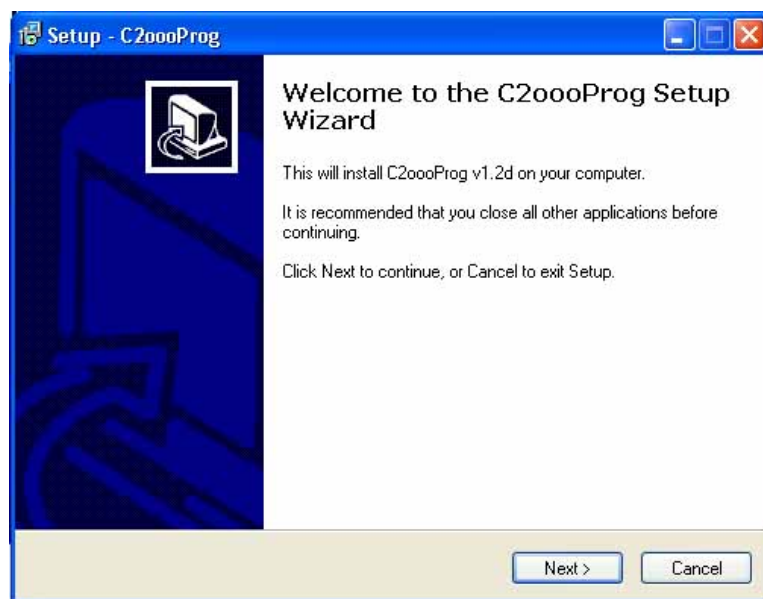 Setup - C2oooProg
Welcome to the C2oooProg Setup
Wizard
This will install C2oooProg v1.2d on your computer.
It is recommended that you close all other applications before
continuing.
Click Next to continue, or Cancel to exit Setup.
Next >
Cancel